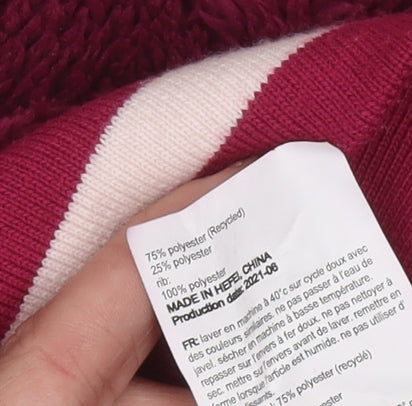 75% polyester (Recycled)
25% polyester
rib:
100% polyester
MADE IN HEFEI, CHINA
Production date: 2021-06
FR: laver en machine à 40°c sur cycle doux avec
des couleurs similaires. ne pas passer à l'eau de
javel. sécher en machine à basse température.
repasser sur l'envers à fer doux. ne pas nettoyer à
sec. mettre sur l'envers avant de laver. remettre en
forme lorsque l'article est humide. ne pas utiliser d'
75% polyester (recyclé)